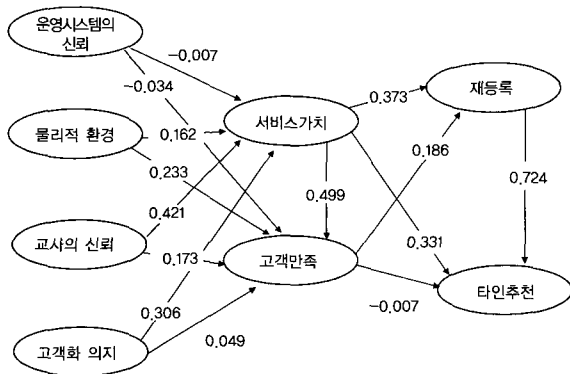 운영시스템의
신뢰
-0.007
-0.034
재등록
0.373
서비스가치
물리적 환경
0.162
0.186
0.233
0.724
0.499
0.421
교사의 신뢰
0.173
고객만족
0.331
타인추천
-0.007
0.306
0.049
고객화 의지